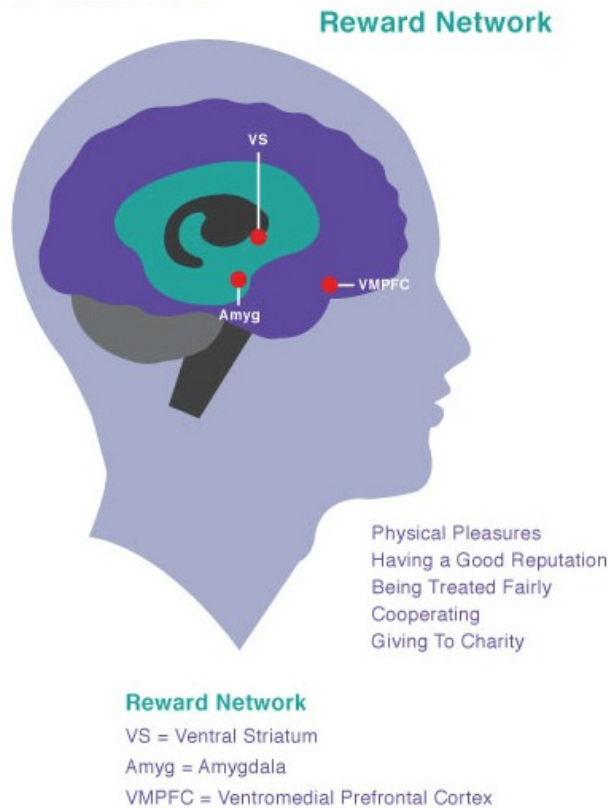 Reward Network
VS
VMPFC
Amyg
Physical Pleasures
Having a Good Reputation
Being Treated Fairly
Cooperating
Giving To Charity
Reward Network
VS = Ventral Striatum
Amyg = Amygdala
VMPFC = Ventromedial Prefrontal Cortex